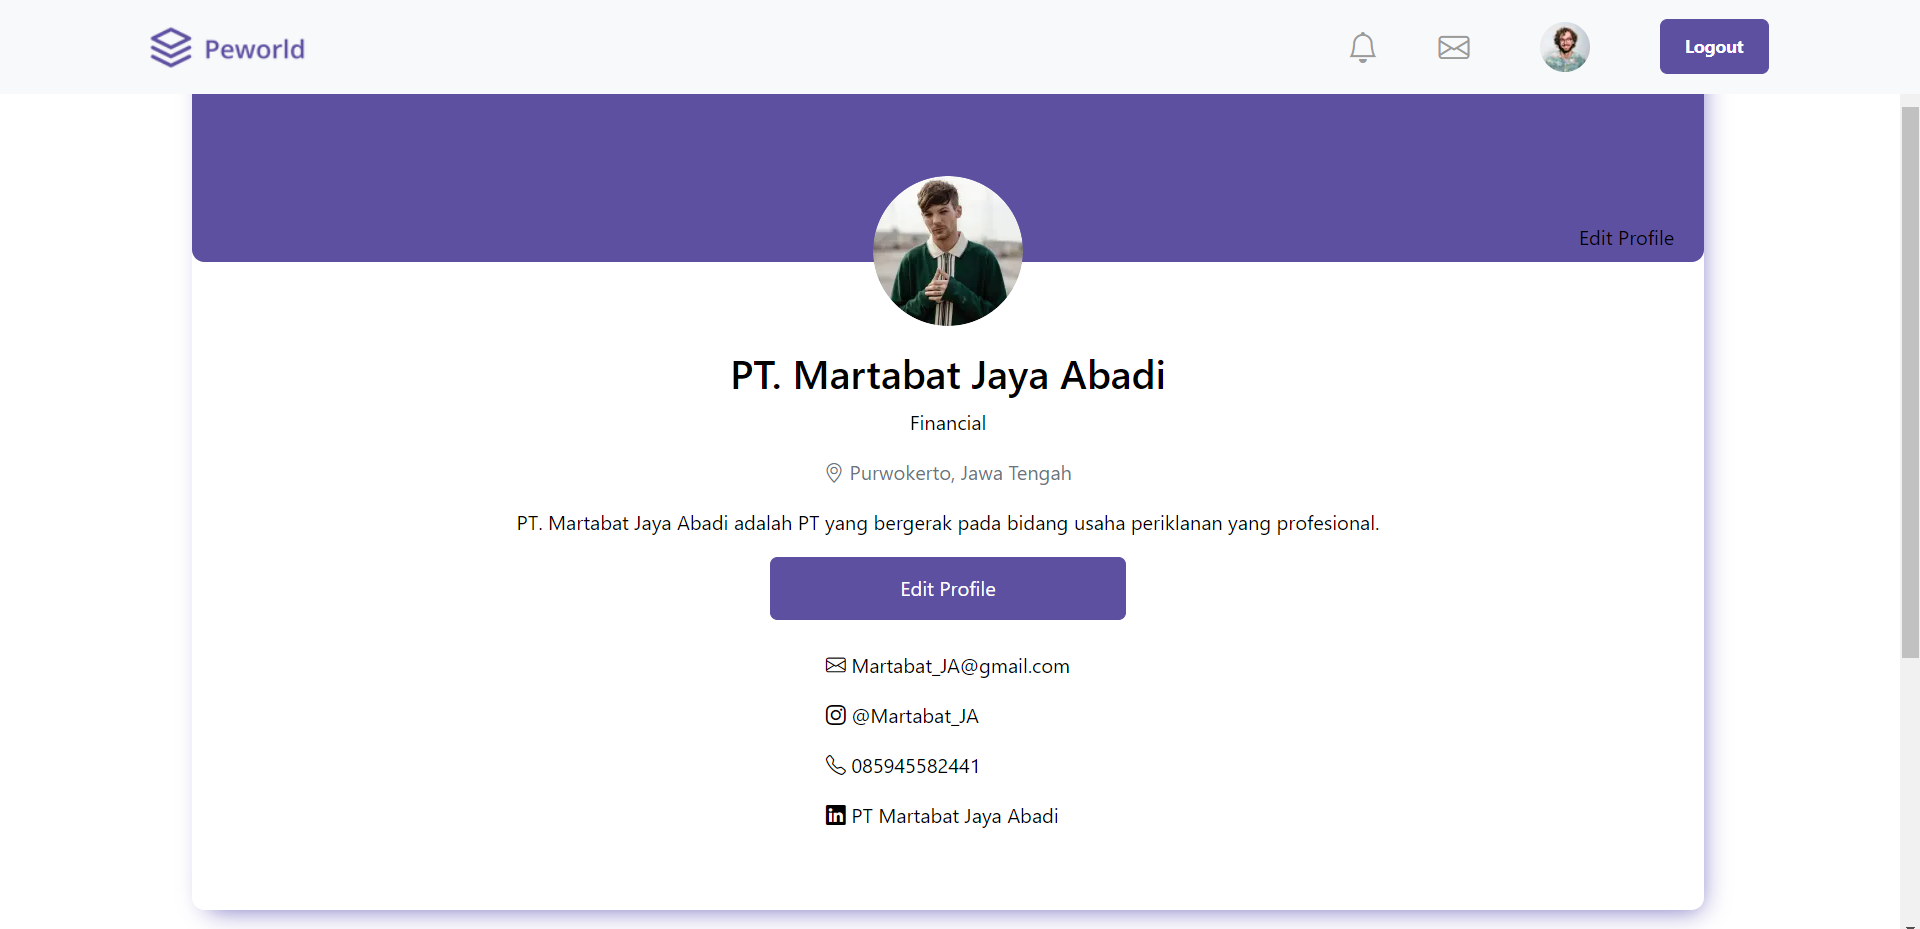 Peworld
Logout
Edit Profile
PT. Martabat Jaya Abadi
Financial
Purwokerto, Jawa Tengah
PT. Martabat Jaya Abadi adalah PT yang bergerak pada bidang usaha periklanan yang profesional.
Edit Profile
Martabat_JA@gmail.com
@Martabat_JA
085945582441
PT Martabat Jaya Abadi